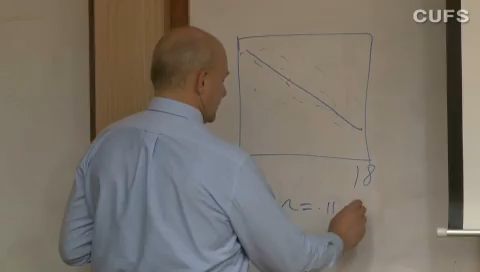 CUFS
18
r = .11